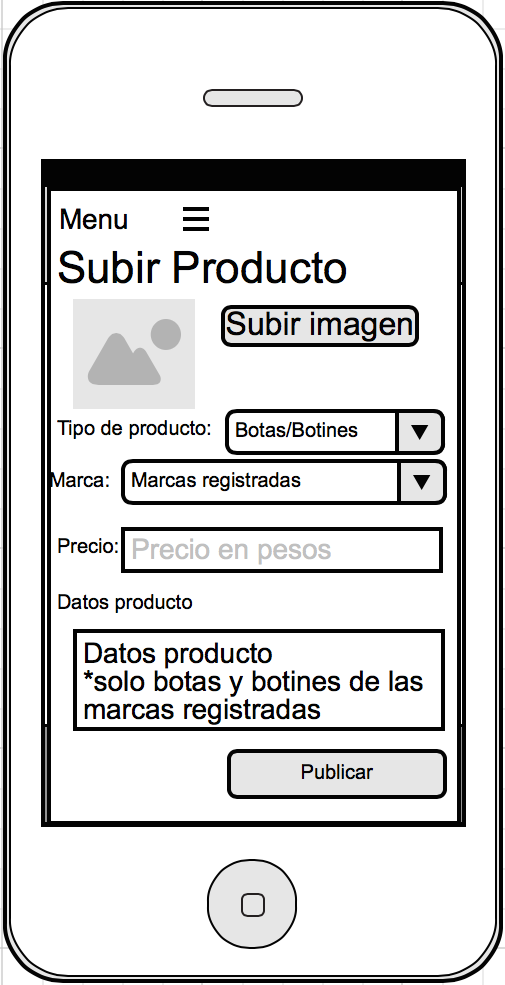 Menu
Subir Producto
Subir imagen
Tipo de producto: Botas/Botines
Marca: Marcas registradas
Precio: Precio en pesos
Datos producto
Datos producto
*solo botas y botines de las
marcas registradas
Publicar